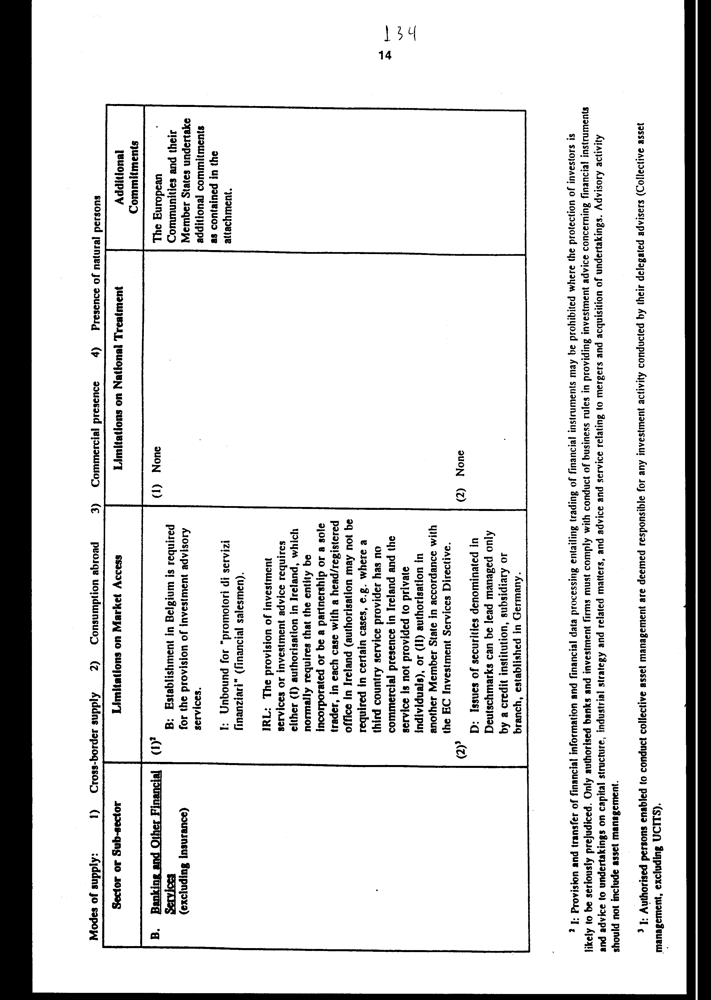 134
14
Modes of supply: 1) Cross-border supply 2) Consumption abroad 3) Commercial presence 4) Presence of natural persons
Sector or Sub-sector
Limitations on Market Access
Limitations on National Treatment
Additional
Commitments
B. Banking and Other Financial
Services
(excluding insurance)
(1)²
B: Establishment in Belgium is required
for the provision of investment advisory
services.
I: Unbound for "promotori di servizi
finanziari" (financial salesmen).
IRL: The provision of investment
services or investment advice requires
either (I) authorisation in Ireland, which
normally requires that the entity be
incorporated or be a partnership or a sole
trader, in each case with a head/registered
office in Ireland (authorisation may not be
required in certain cases, e.g. where a
third country service provider has no
commercial presence in Ireland and the
service is not provided to private
individuals), or (II) authorisation in
another Member State in accordance with
the EC Investment Services Directive.
(2)³
D: Issues of securities denominated in
Deutschmarks can be lead managed only
by a credit institution, subsidiary or
branch, established in Germany.
(1) None
(2) None
The European
Communities and their
Member States undertake
additional commitments
as contained in the
attachment.
² I: Provision and transfer of financial information and financial data processing entailing trading of financial instruments may be prohibited where the protection of investors is
likely to be seriously prejudiced. Only authorised banks and investment firms must comply with conduct of business rules in providing investment advice concerning financial instruments
and advice to undertakings on capital structure, industrial strategy and related matters, and advice and service relating to mergers and acquisition of undertakings. Advisory activity
should not include asset management.
³ I: Authorised persons enabled to conduct collective asset management are deemed responsible for any investment activity conducted by their delegated advisers (Collective asset
management, excluding UCITS).